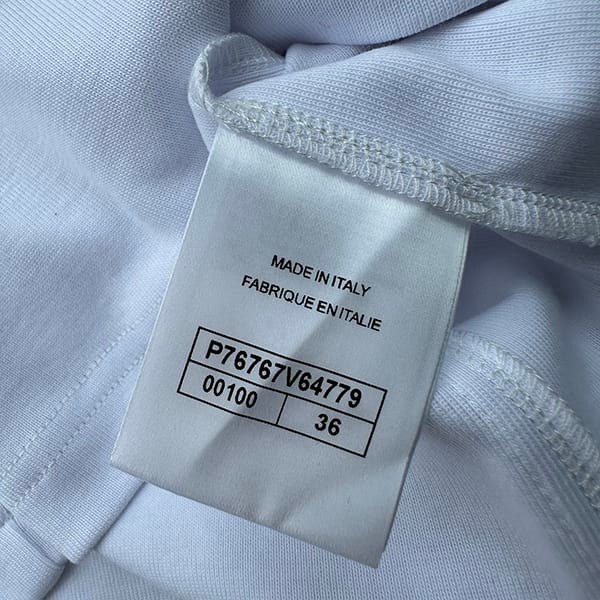 MADE IN ITALY
FABRIQUE EN ITALIE
P76767V64779
00100 36